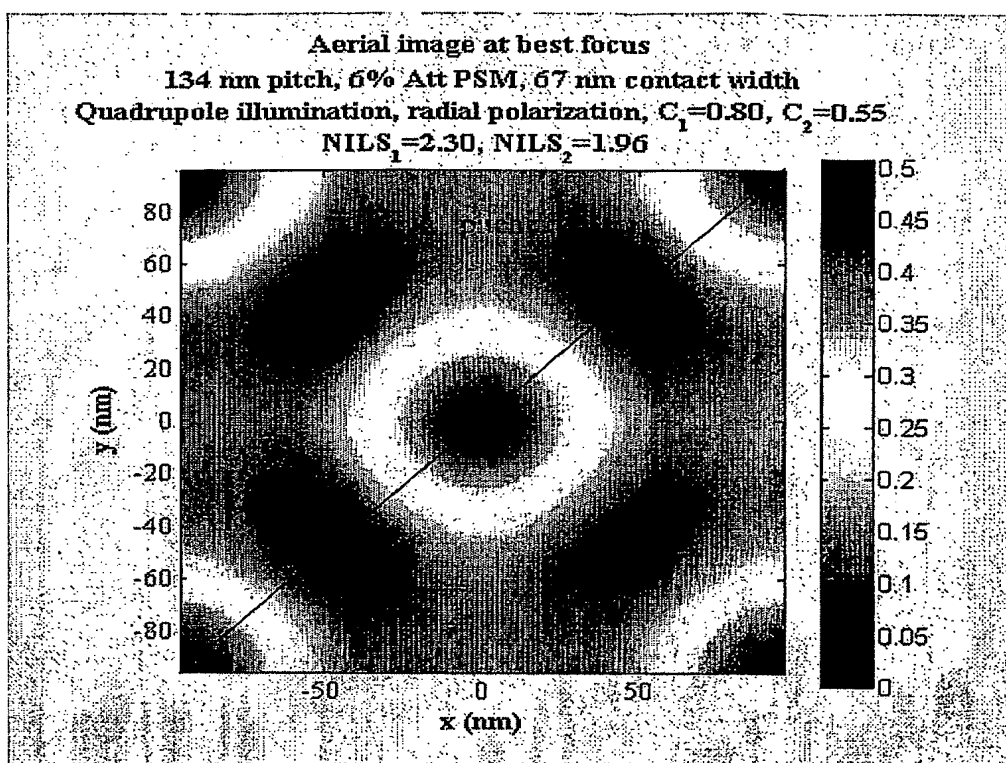 Aerial image at best focus
134 nm pitch, 6% Att PSM, 67 nm contact width
Quadrupole illumination, radial polarization, C₁=0.80, C₂=0.55
NILS₁=2.30, NILS₂=1.96
80
60
40
20
0
-20
-40
-60
-80
y (nm)
-50 0 50
x (nm)
0.5
0.45
0.4
0.35
0.3
0.25
0.2
0.15
0.1
0.05
0